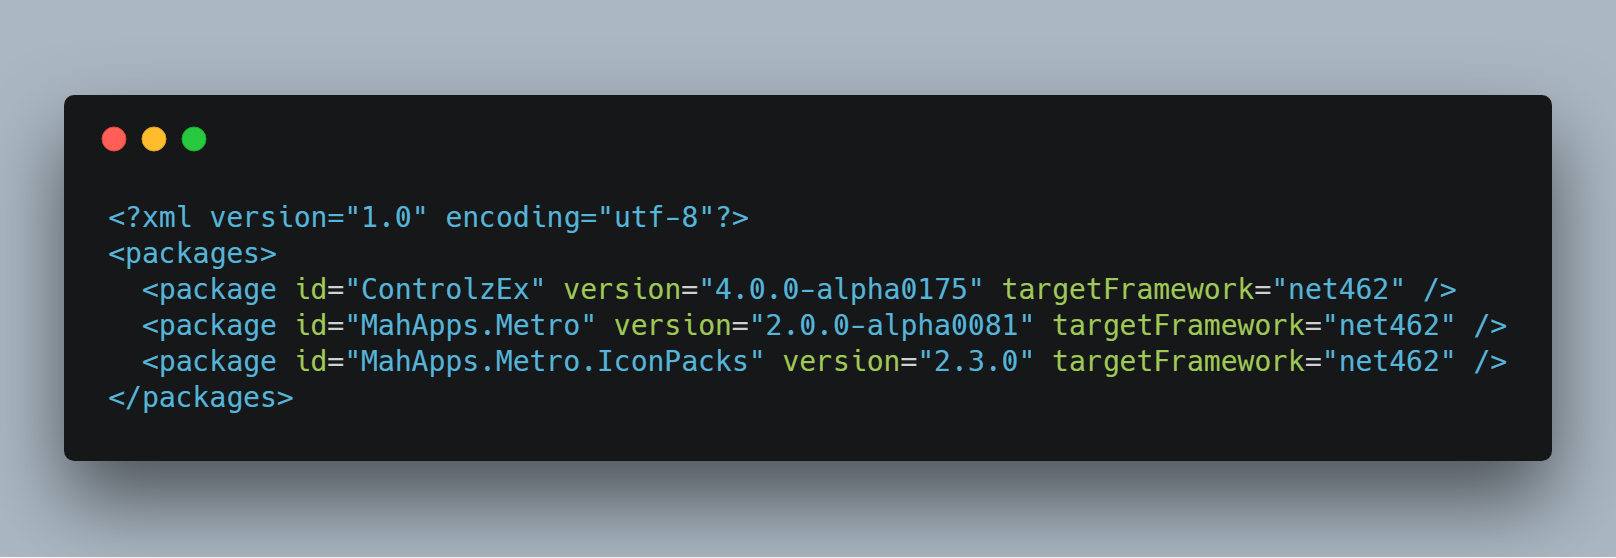 <?xml version="1.0" encoding="utf-8"?>
<packages>
  <package id="ControlzEx" version="4.0.0-alpha0175" targetFramework="net462" />
  <package id="MahApps.Metro" version="2.0.0-alpha0081" targetFramework="net462" />
  <package id="MahApps.Metro.IconPacks" version="2.3.0" targetFramework="net462" />
</packages>